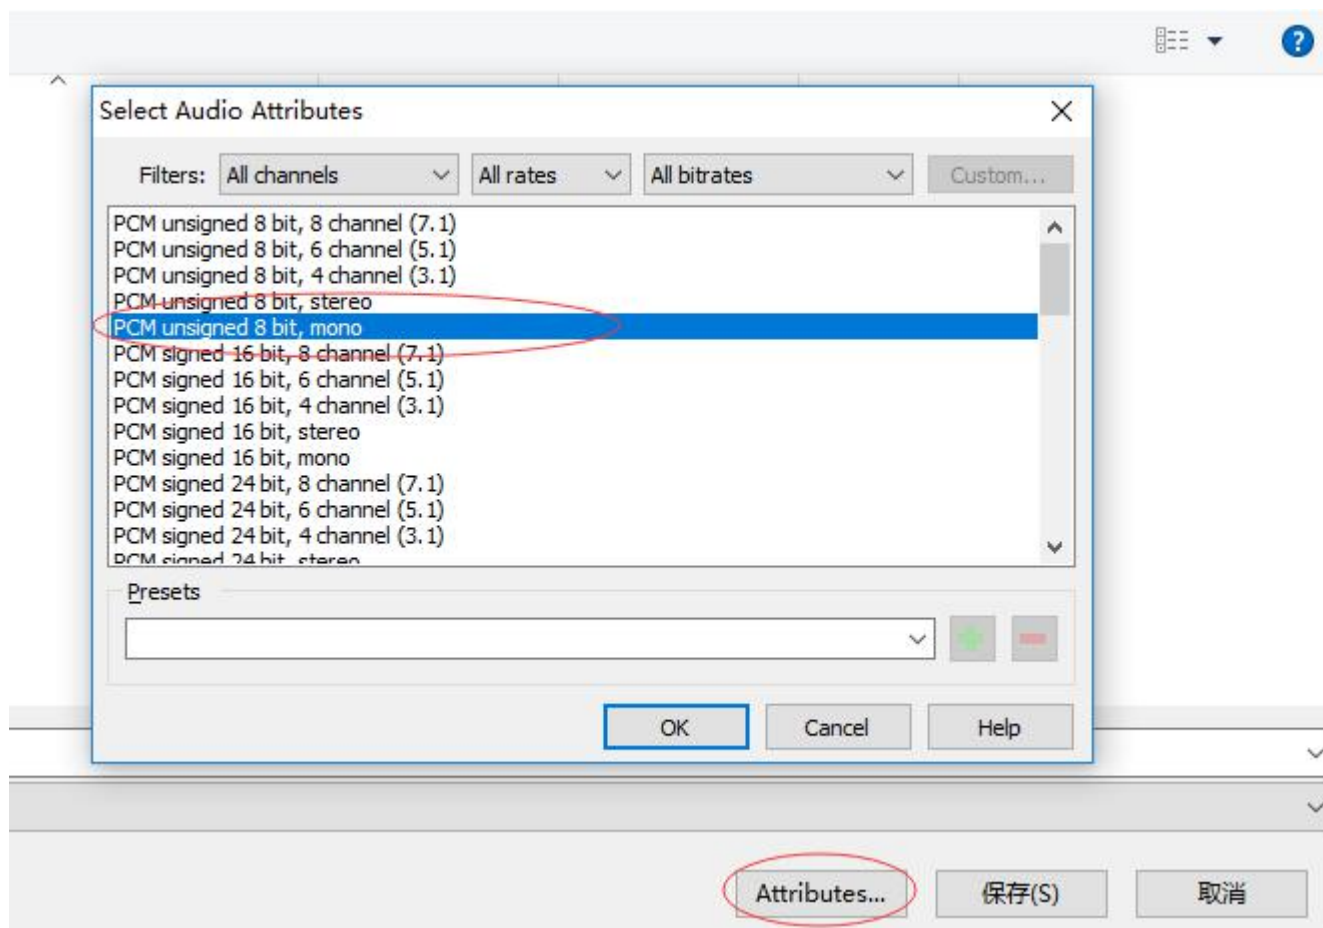 ?
Select Audio Attributes
Filters: All channels All rates All bitrates Custom...
PCM unsigned 8 bit, 8 channel (7.1)
PCM unsigned 8 bit, 6 channel (5.1)
PCM unsigned 8 bit, 4 channel (3.1)
PCM unsigned 8 bit, stereo
PCM unsigned 8 bit, mono
PCM signed 16 bit, 8 channel (7.1)
PCM signed 16 bit, 6 channel (5.1)
PCM signed 16 bit, 4 channel (3.1)
PCM signed 16 bit, stereo
PCM signed 16 bit, mono
PCM signed 24 bit, 8 channel (7.1)
PCM signed 24 bit, 6 channel (5.1)
PCM signed 24 bit, 4 channel (3.1)
PCM signed 24 bit, stereo
Presets
OK Cancel Help
Attributes... 保存(S) 取消